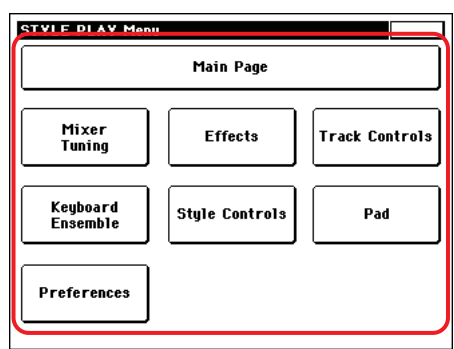 STYLE PLAY Menu
Main Page
Mixer
Tuning
Effects
Track Controls
Keyboard
Ensemble
Style Controls
Pad
Preferences